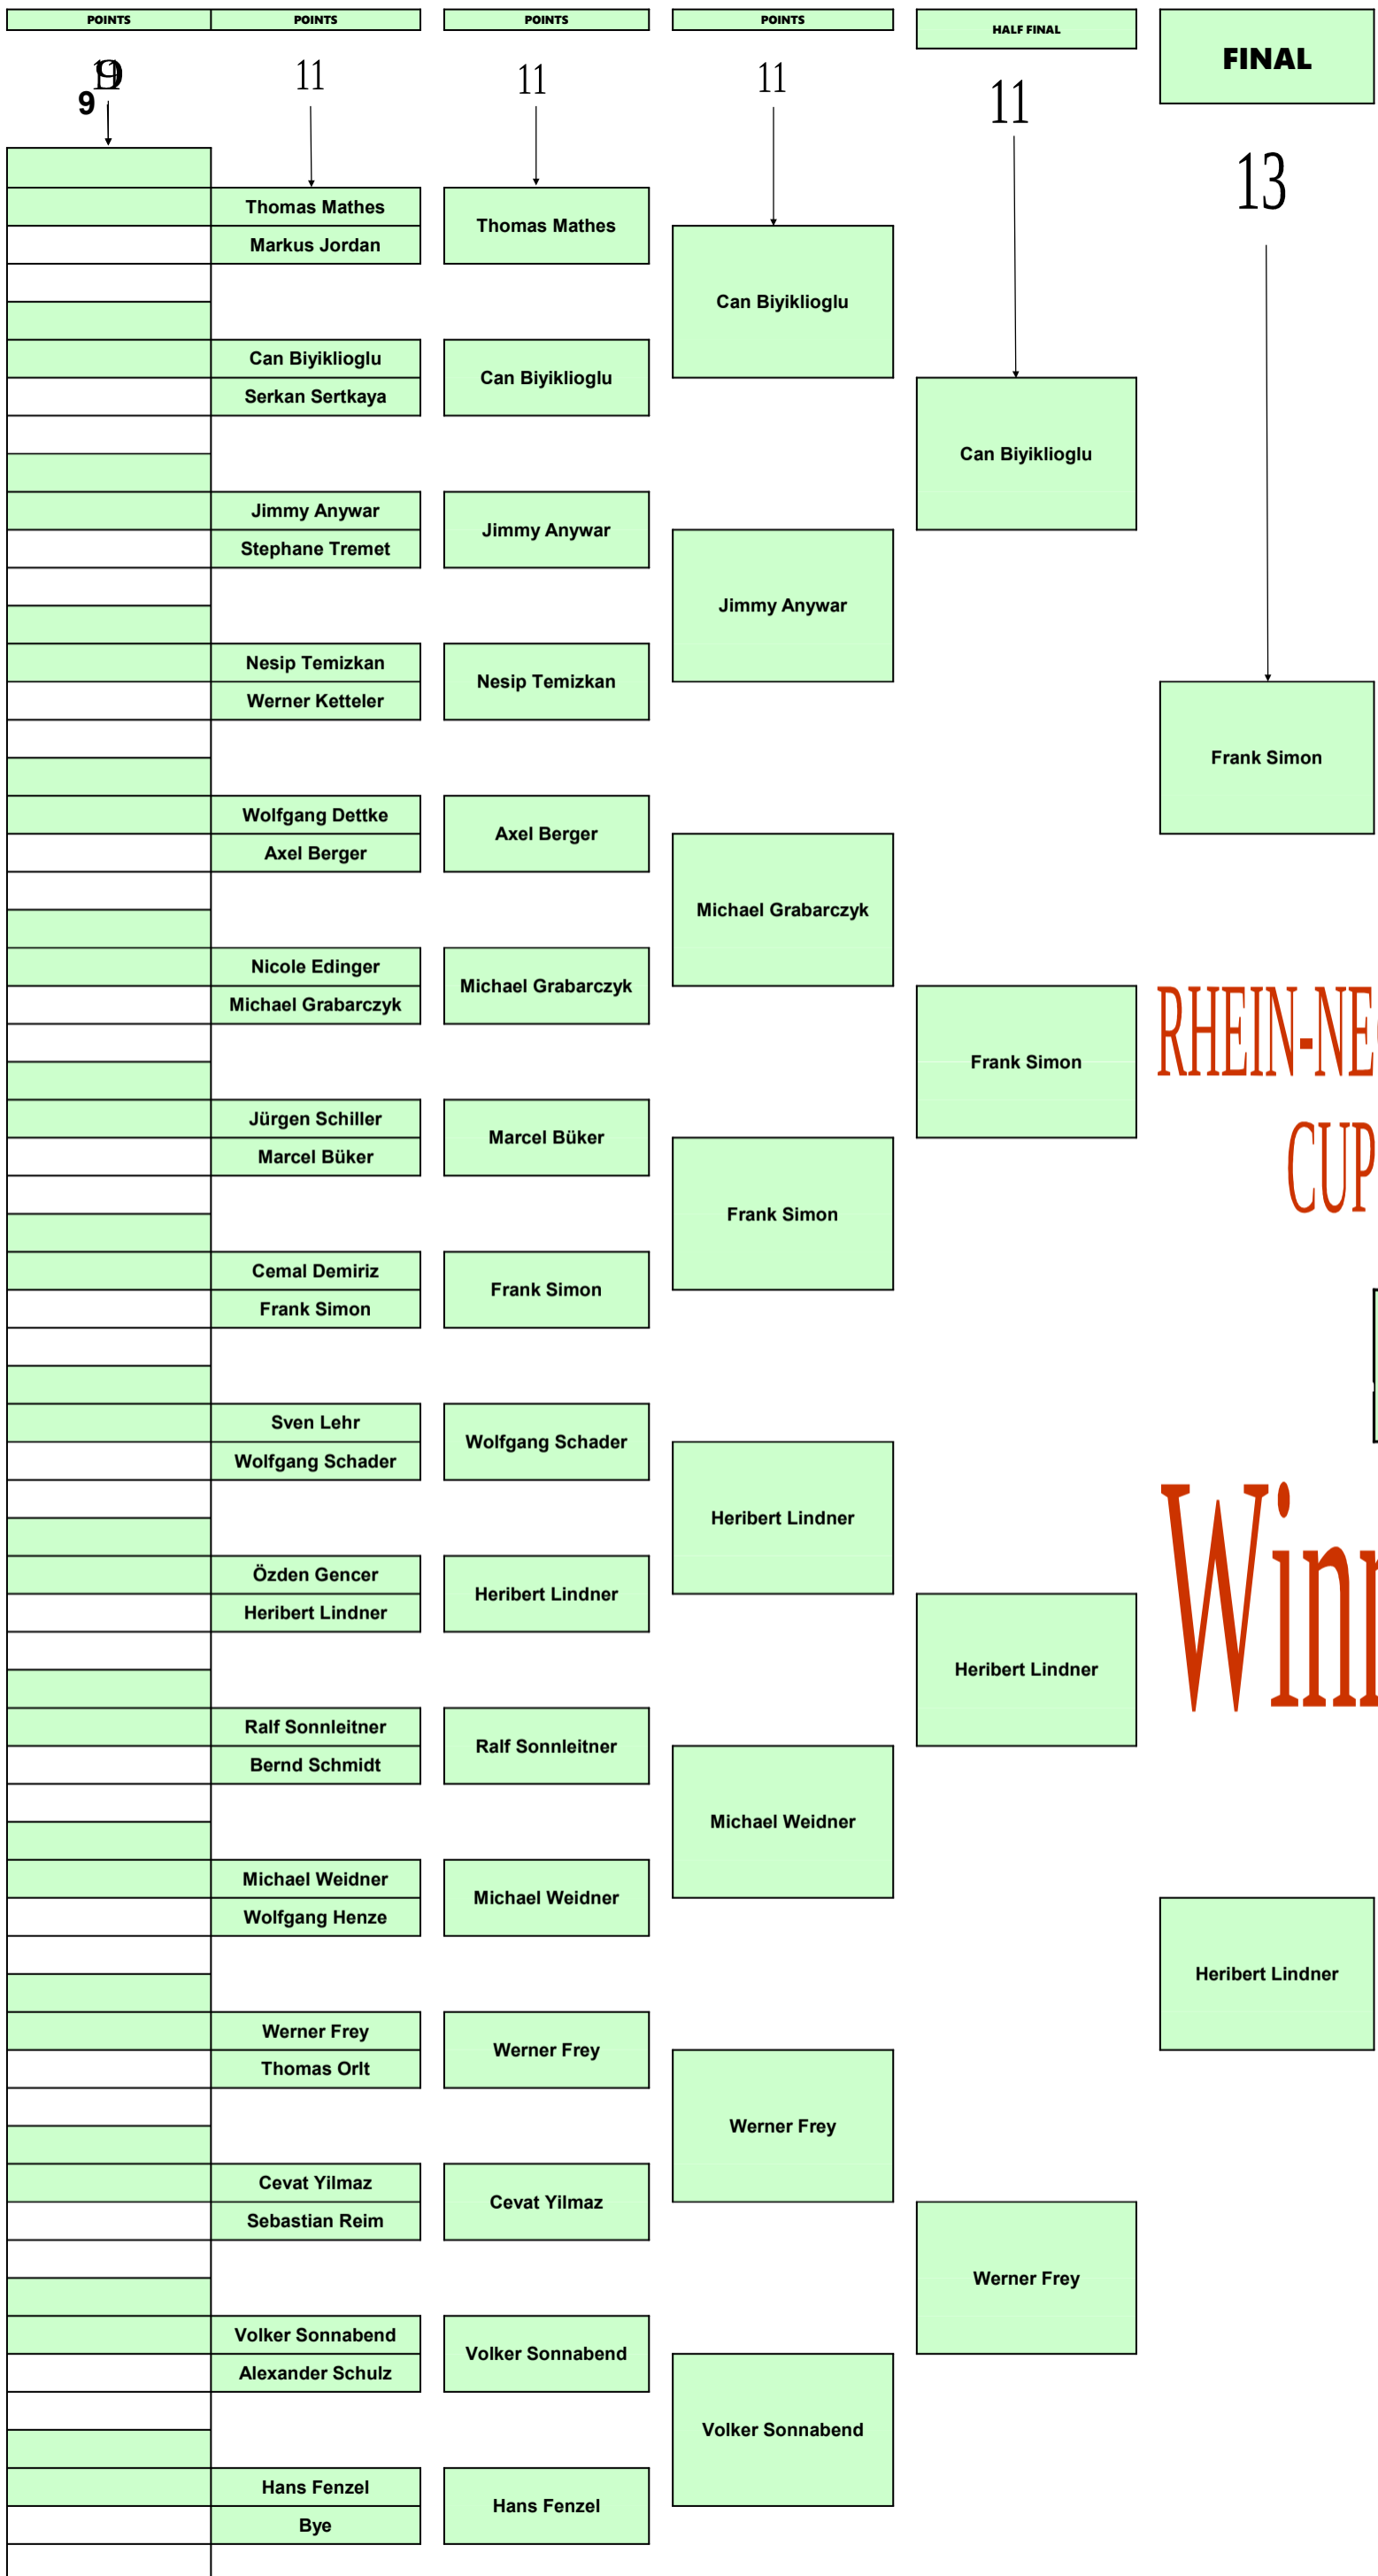 POINTS POINTS POINTS POINTS HALF FINAL FINAL
9 11 11 11 11 13
9
Thomas Mathes
Markus Jordan
Thomas Mathes
Can Biyiklioglu
Can Biyiklioglu
Serkan Sertkaya
Can Biyiklioglu
Can Biyiklioglu
Jimmy Anywar
Stephane Tremet
Jimmy Anywar
Jimmy Anywar
Nesip Temizkan
Werner Ketteler
Nesip Temizkan
Frank Simon
Wolfgang Dettke
Axel Berger
Axel Berger
Michael Grabarczyk
Nicole Edinger
Michael Grabarczyk
Michael Grabarczyk
Frank Simon
RHEIN-NE
Jürgen Schiller
Marcel Büker
Marcel Büker
CUP
Frank Simon
Cemal Demiriz
Frank Simon
Frank Simon
Sven Lehr
Wolfgang Schader
Wolfgang Schader
Heribert Lindner
Winn
Özden Gencer
Heribert Lindner
Heribert Lindner
Heribert Lindner
Ralf Sonnleitner
Bernd Schmidt
Ralf Sonnleitner
Michael Weidner
Michael Weidner
Wolfgang Henze
Michael Weidner
Heribert Lindner
Werner Frey
Thomas Orlt
Werner Frey
Werner Frey
Cevat Yilmaz
Sebastian Reim
Cevat Yilmaz
Werner Frey
Volker Sonnabend
Alexander Schulz
Volker Sonnabend
Volker Sonnabend
Hans Fenzel
Bye
Hans Fenzel